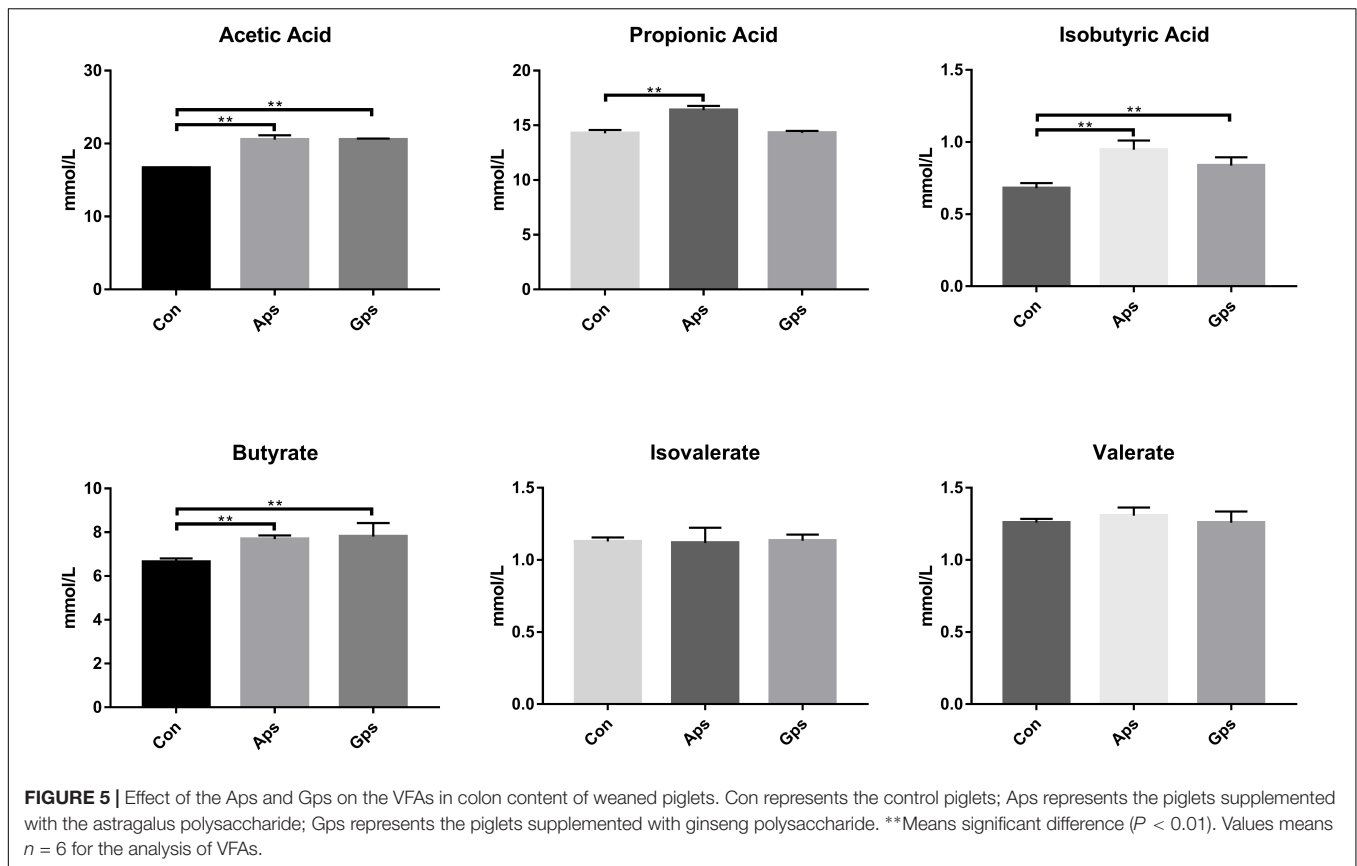 Acetic Acid
30
20
10
0
mmol/L
**
**
Con
Aps
Gps
Propionic Acid
20
15
10
5
0
mmol/L
**
Con
Aps
Gps
Isobutyric Acid
1.5
1.0
0.5
0.0
mmol/L
**
**
Con
Aps
Gps
Butyrate
10
8
6
4
2
0
mmol/L
**
**
Con
Aps
Gps
Isovalerate
1.5
1.0
0.5
0.0
mmol/L
Con
Aps
Gps
Valerate
1.5
1.0
0.5
0.0
mmol/L
Con
Aps
Gps
FIGURE 5 | Effect of the Aps and Gps on the VFAs in colon content of weaned piglets. Con represents the control piglets; Aps represents the piglets supplemented
with the astragalus polysaccharide; Gps represents the piglets supplemented with ginseng polysaccharide. **Means significant difference (P < 0.01). Values means
n = 6 for the analysis of VFAs.